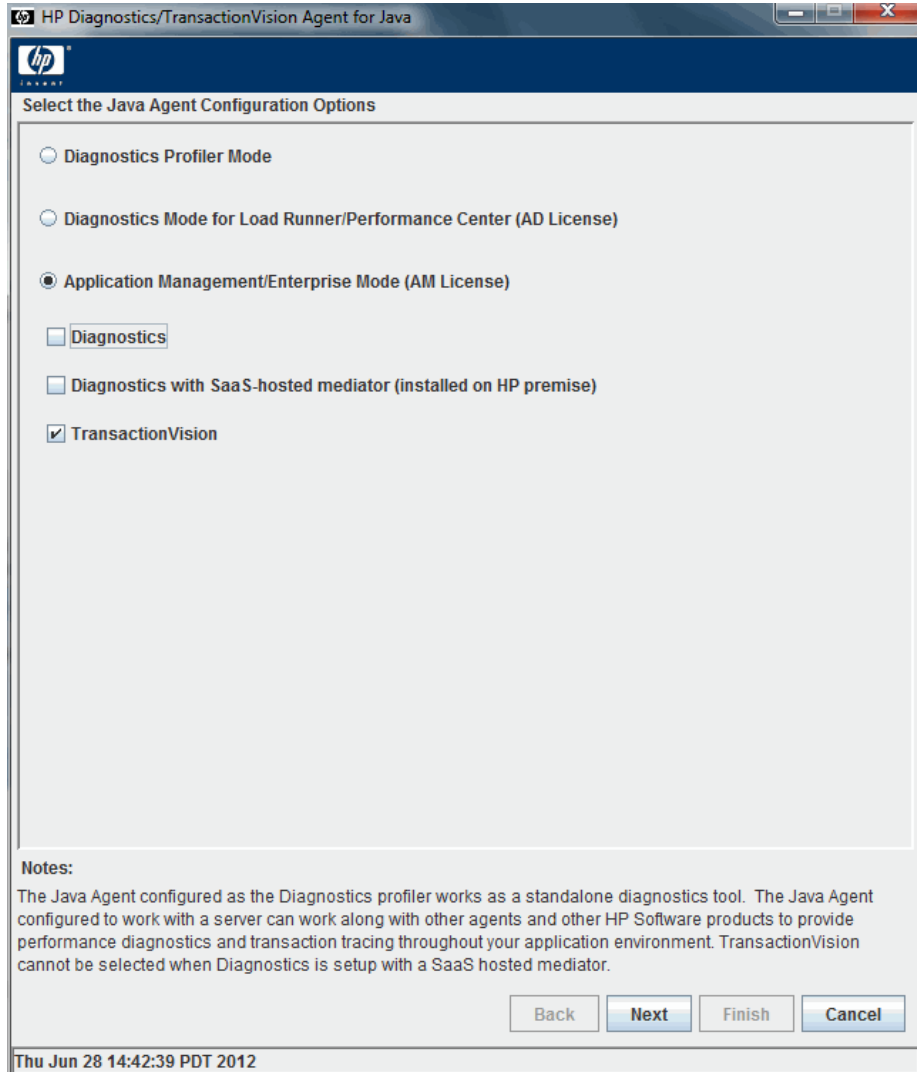 HP Diagnostics/TransactionVision Agent for Java
hp
invent
Select the Java Agent Configuration Options
Diagnostics Profiler Mode
Diagnostics Mode for Load Runner/Performance Center (AD License)
Application Management/Enterprise Mode (AM License)
Diagnostics
Diagnostics with SaaS-hosted mediator (installed on HP premise)
TransactionVision
Notes:
The Java Agent configured as the Diagnostics profiler works as a standalone diagnostics tool. The Java Agent
configured to work with a server can work along with other agents and other HP Software products to provide
performance diagnostics and transaction tracing throughout your application environment. TransactionVision
cannot be selected when Diagnostics is setup with a SaaS hosted mediator.
Back Next Finish Cancel
Thu Jun 28 14:42:39 PDT 2012